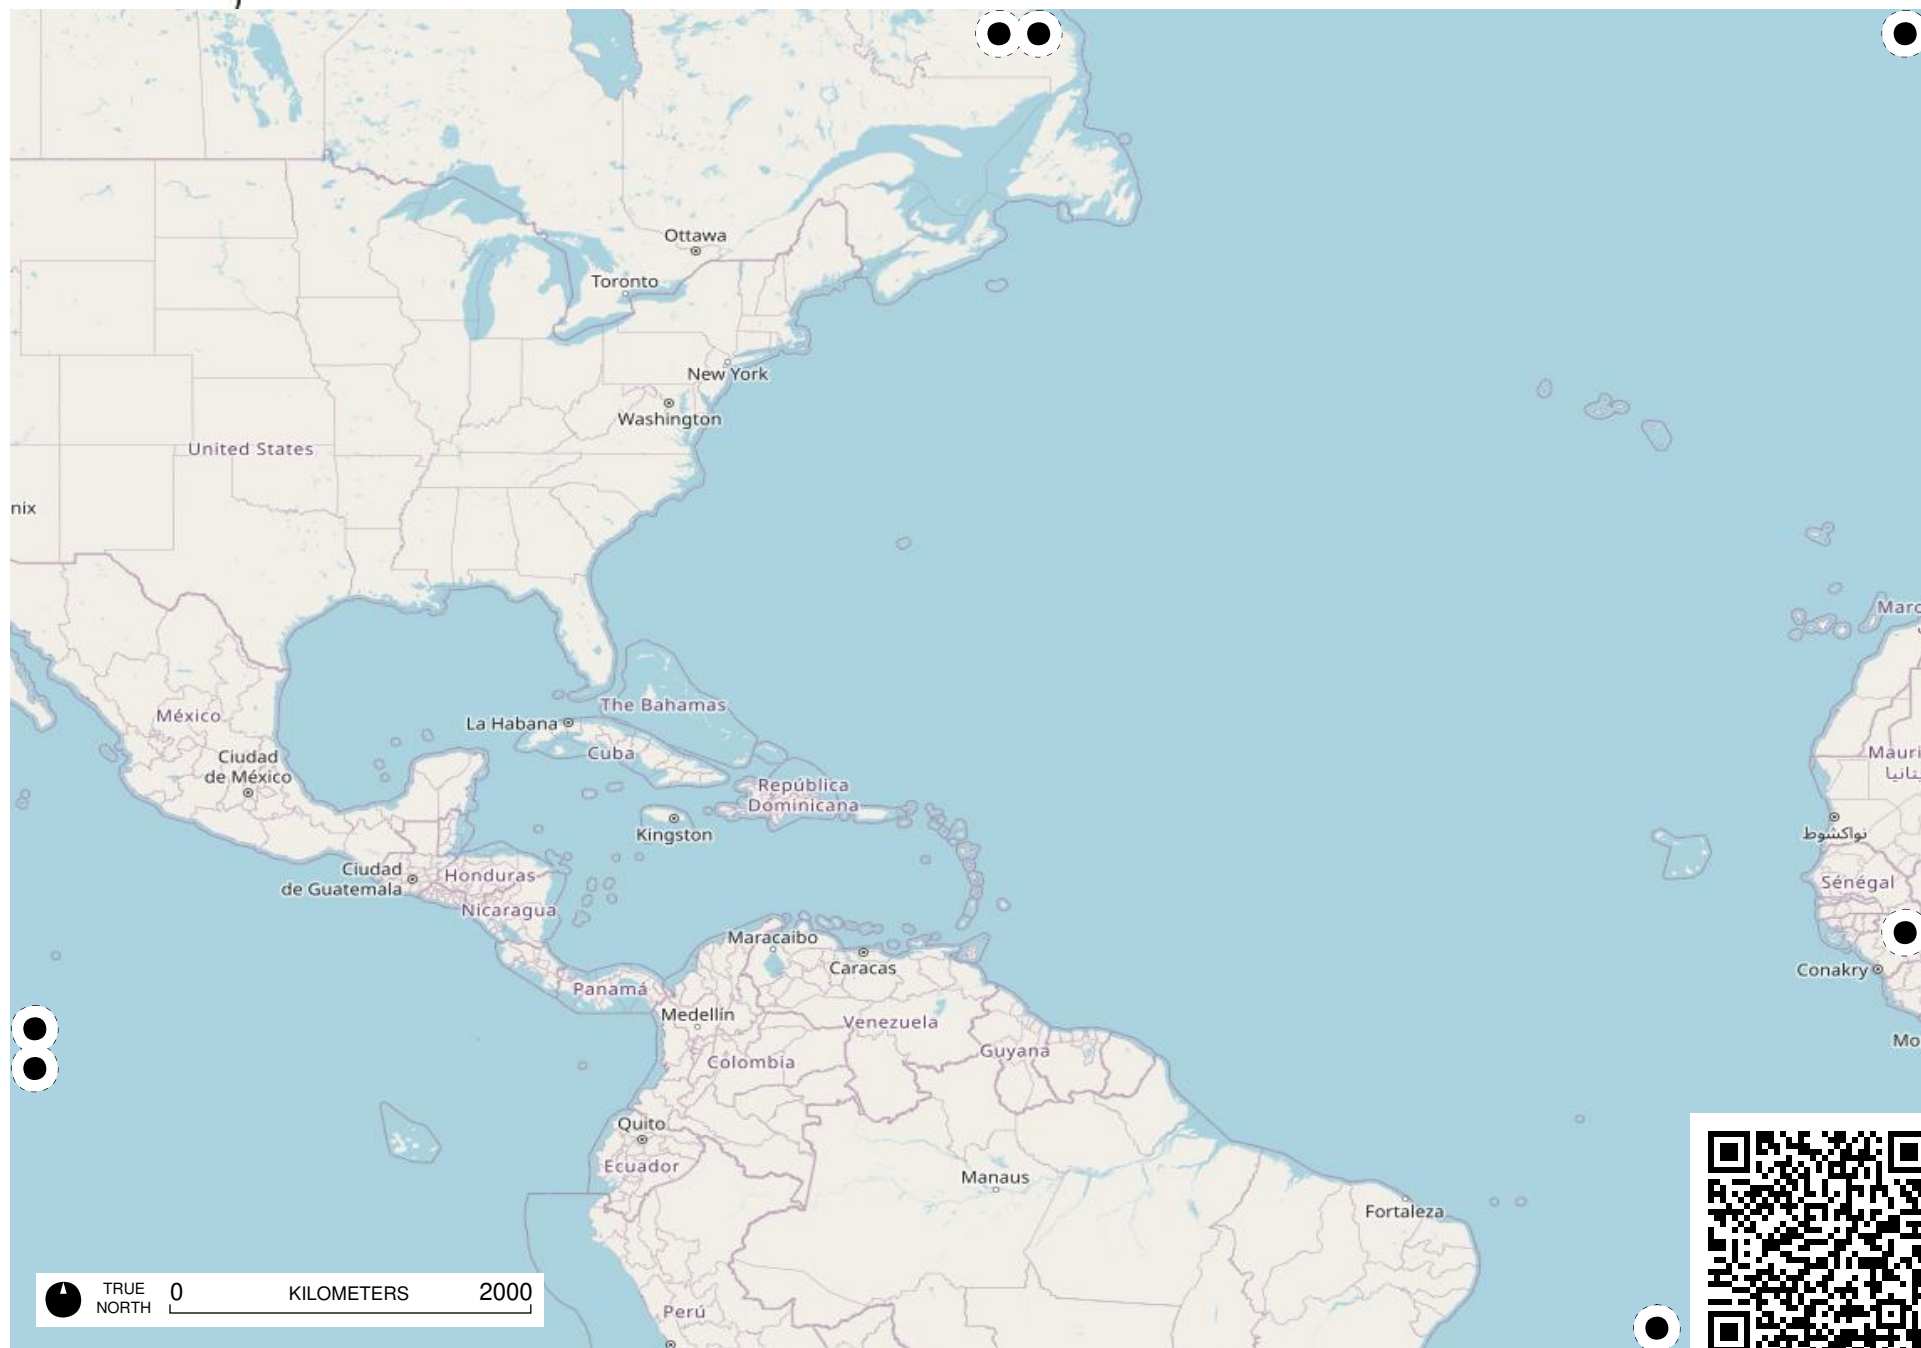 Ottawa
Toronto
New York
Washington
United States
nix
Maro
México
Ciudad
de México
La Habana
The Bahamas
Cuba
República
Dominicana
Kingston
Mauri
نواكشوط
Sénégal
Ciudad
de Guatemala
Honduras
Nicaragua
Maracaibo
Caracas
Conakry
Panamá
Medellín
Venezuela
Guyana
Colombia
Mo
Quito
Ecuador
Manaus
Fortaleza
Perú
TRUE
NORTH
0 KILOMETERS 2000